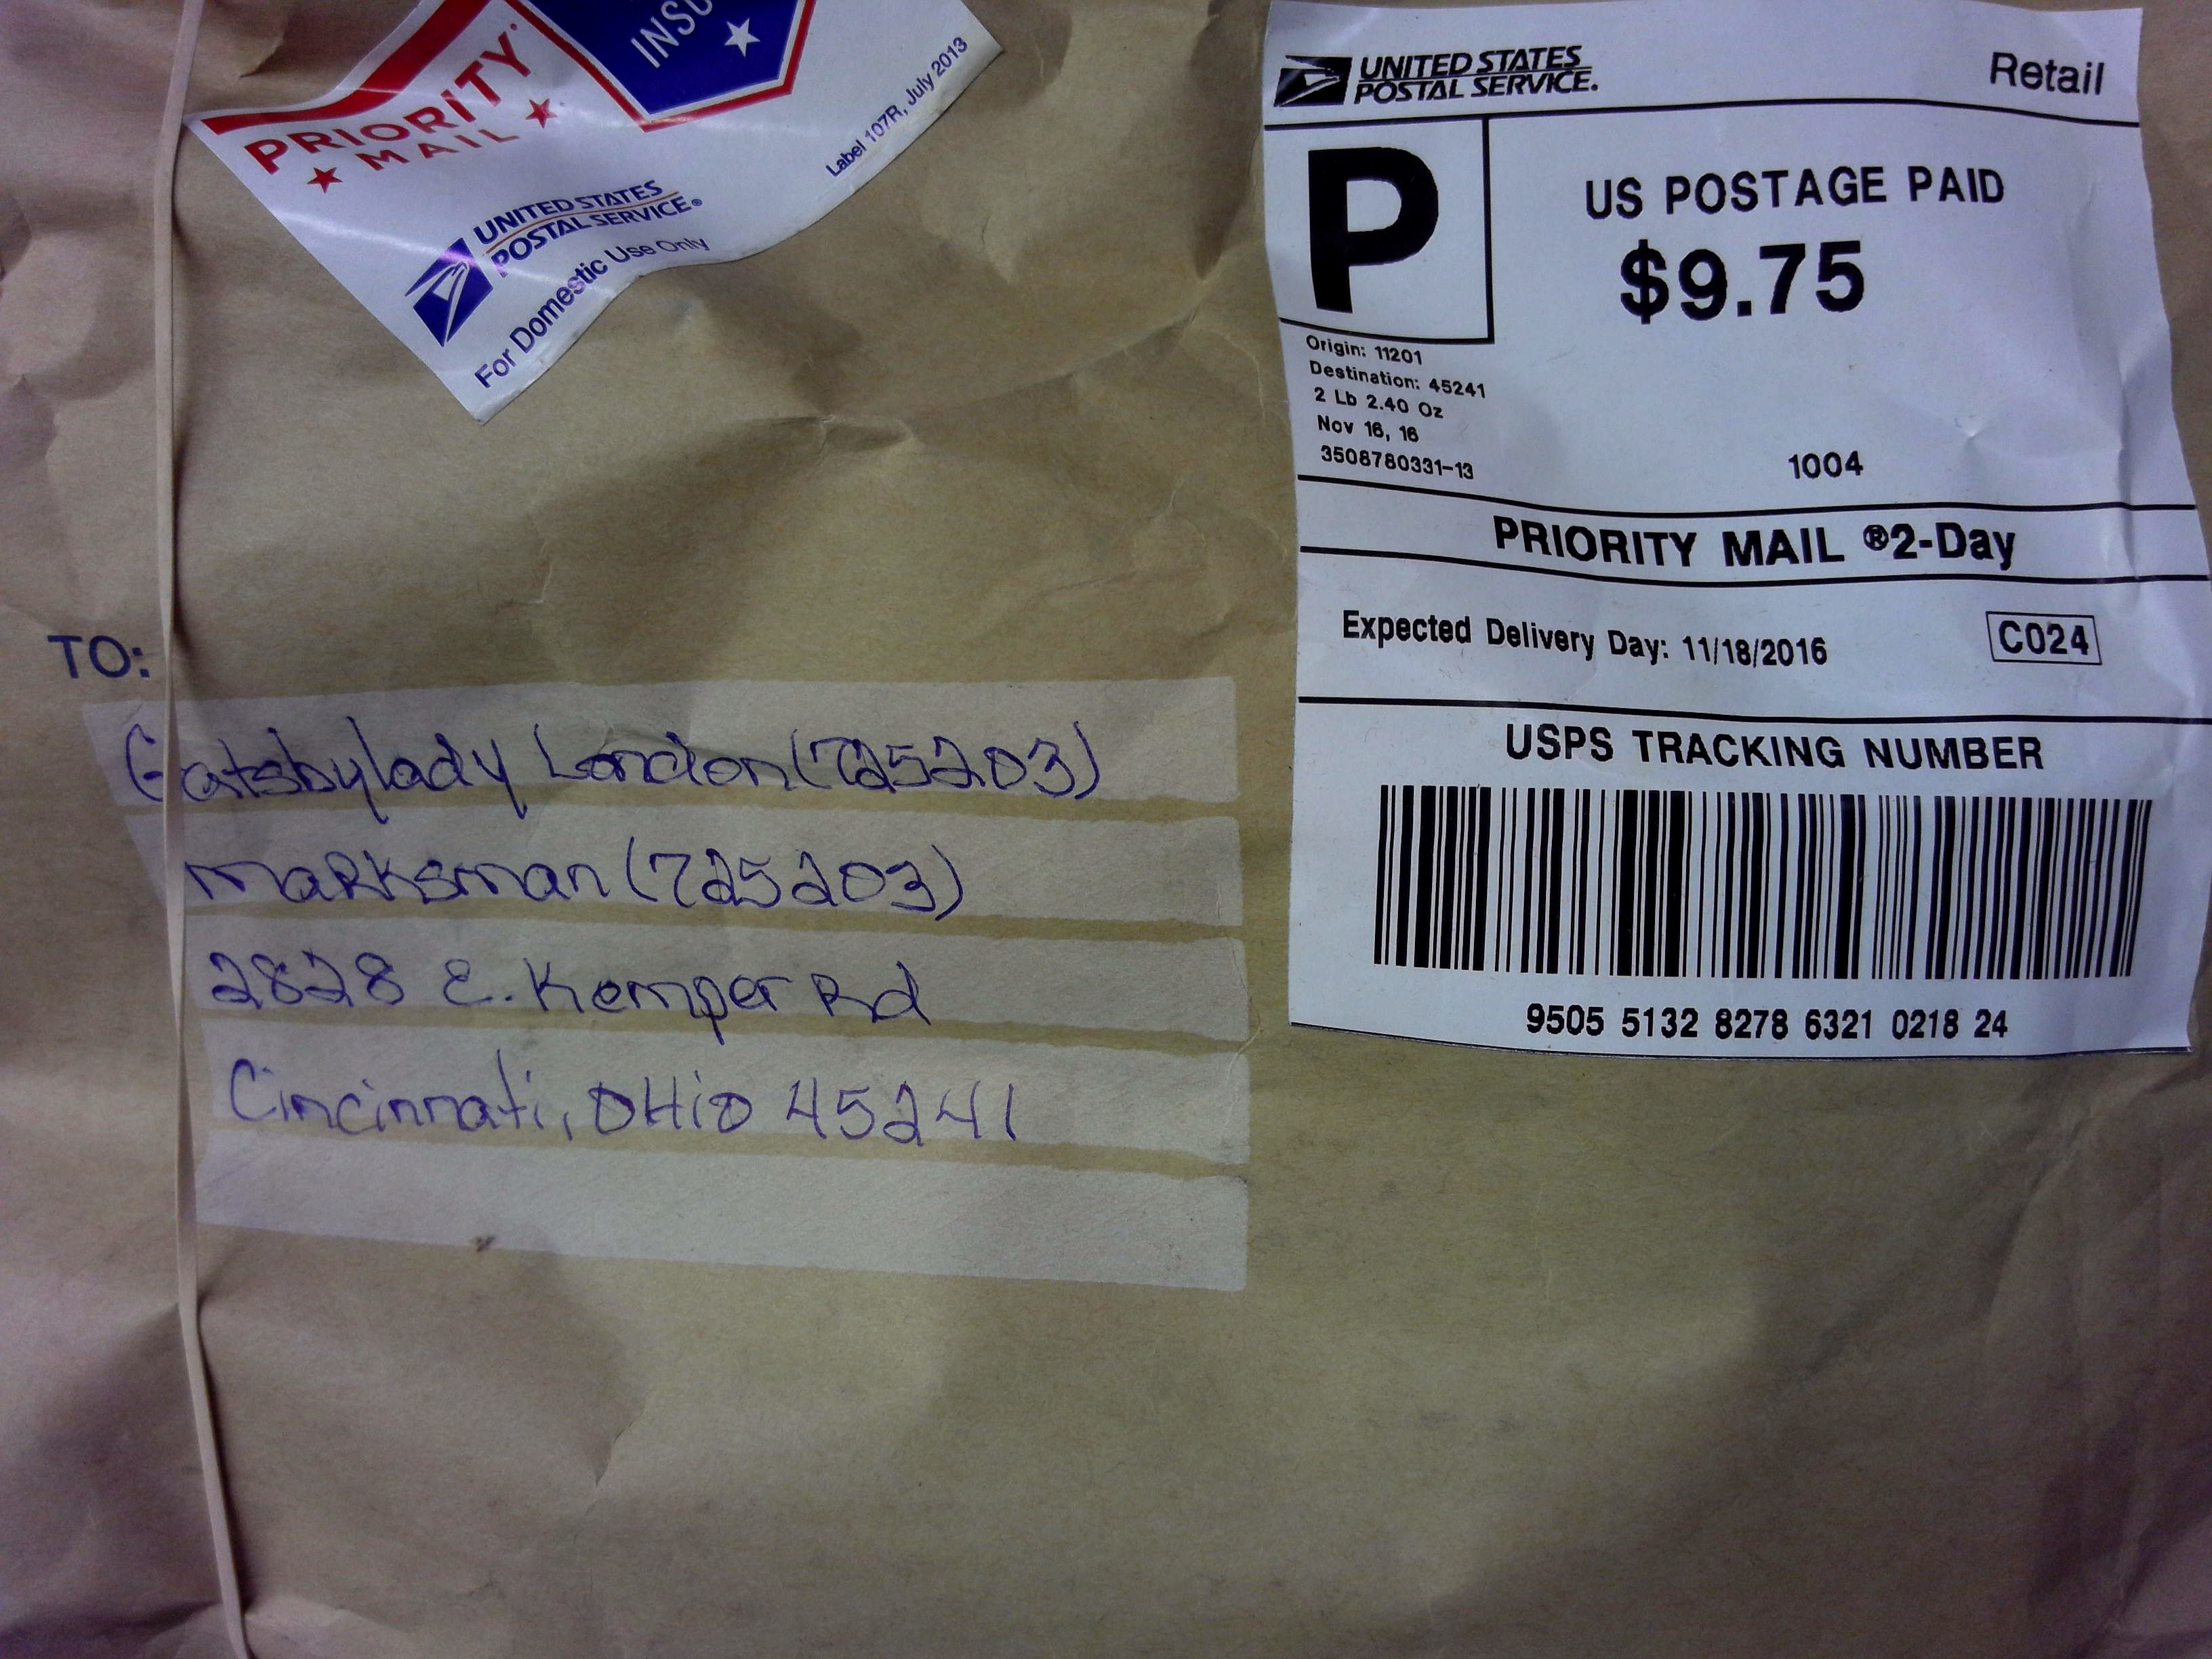 PRIORITY
MAIL
INSU
UNITED STATES
POSTAL SERVICE®
For Domestic Use Only
Label 107R, July 2013
UNITED STATES
POSTAL SERVICE.
Retail
P
US POSTAGE PAID
$9.75
Origin: 11201
Destination: 45241
2 Lb 2.40 Oz
Nov 16, 16
3508780331-13
1004
PRIORITY MAIL ®2-Day
Expected Delivery Day: 11/18/2016
C024
USPS TRACKING NUMBER
9505 5132 8278 6321 0218 24
TO:
Gatsbylady London (725203)
Marksman (725203)
2828 E. Kemper Rd
Cincinnati, OHio 45241